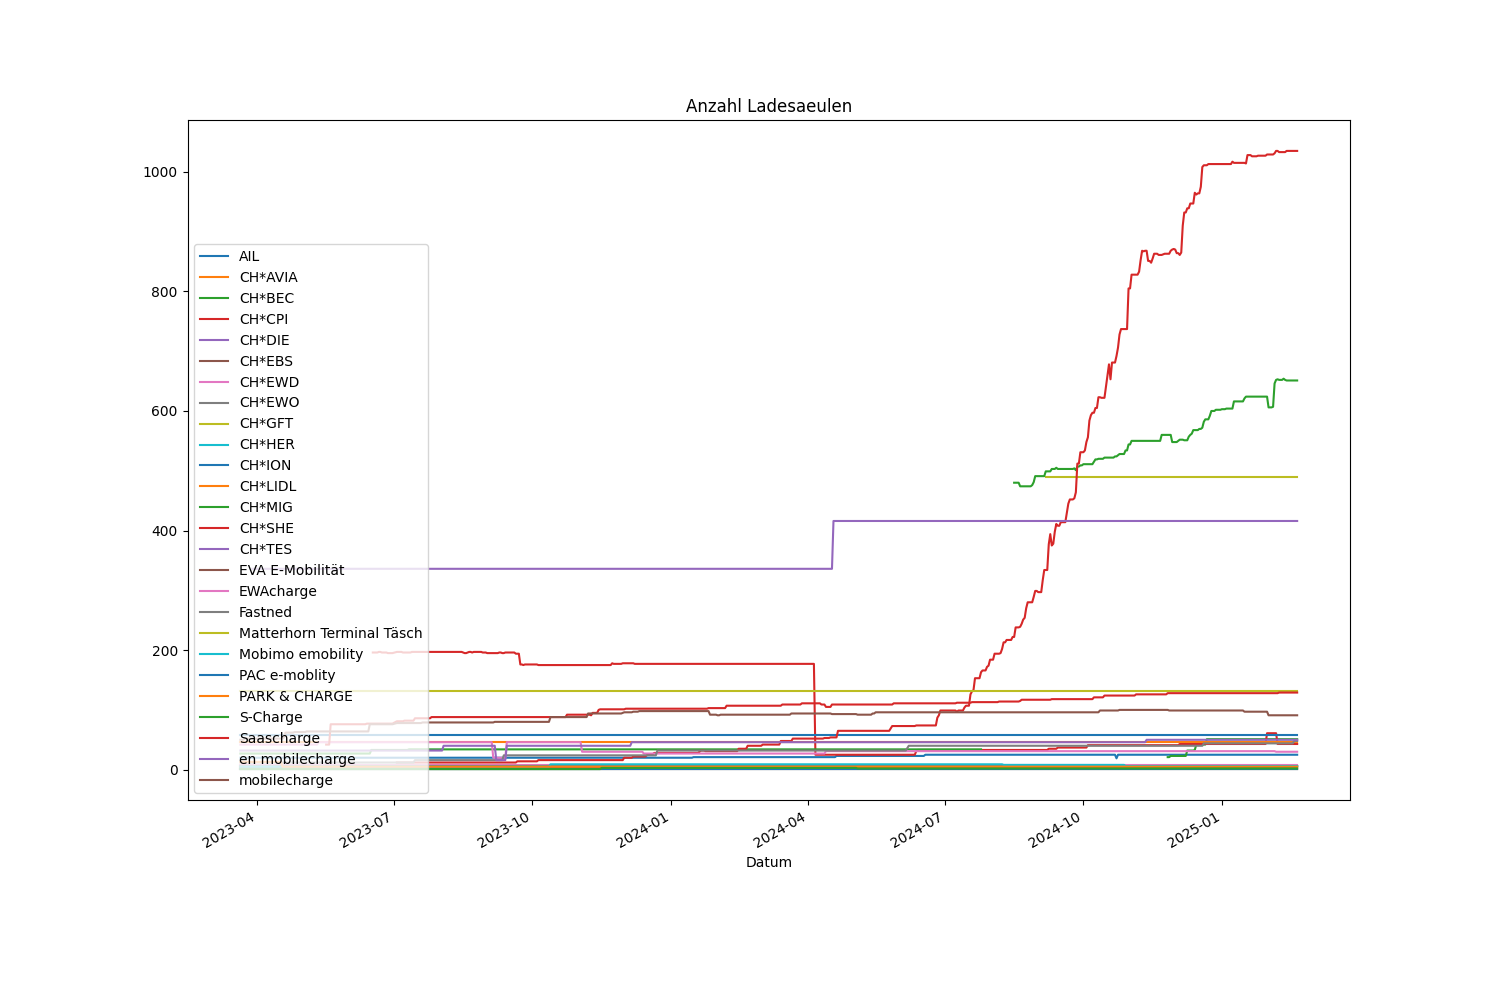 Anzahl Ladesaeulen
1000
800
600
400
200
0
AIL
CH*AVIA
CH*BEC
CH*CPI
CH*DIE
CH*EBS
CH*EWD
CH*EWO
CH*GFT
CH*HER
CH*ION
CH*LIDL
CH*MIG
CH*SHE
CH*TES
EVA E-Mobilität
EWAcharge
Fastned
Matterhorn Terminal Täsch
Mobimo emobility
PAC e-moblity
PARK & CHARGE
S-Charge
Saascharge
en mobilecharge
mobilecharge
2023-04
2023-07
2023-10
2024-01
2024-04
2024-07
2024-10
2025-01
Datum